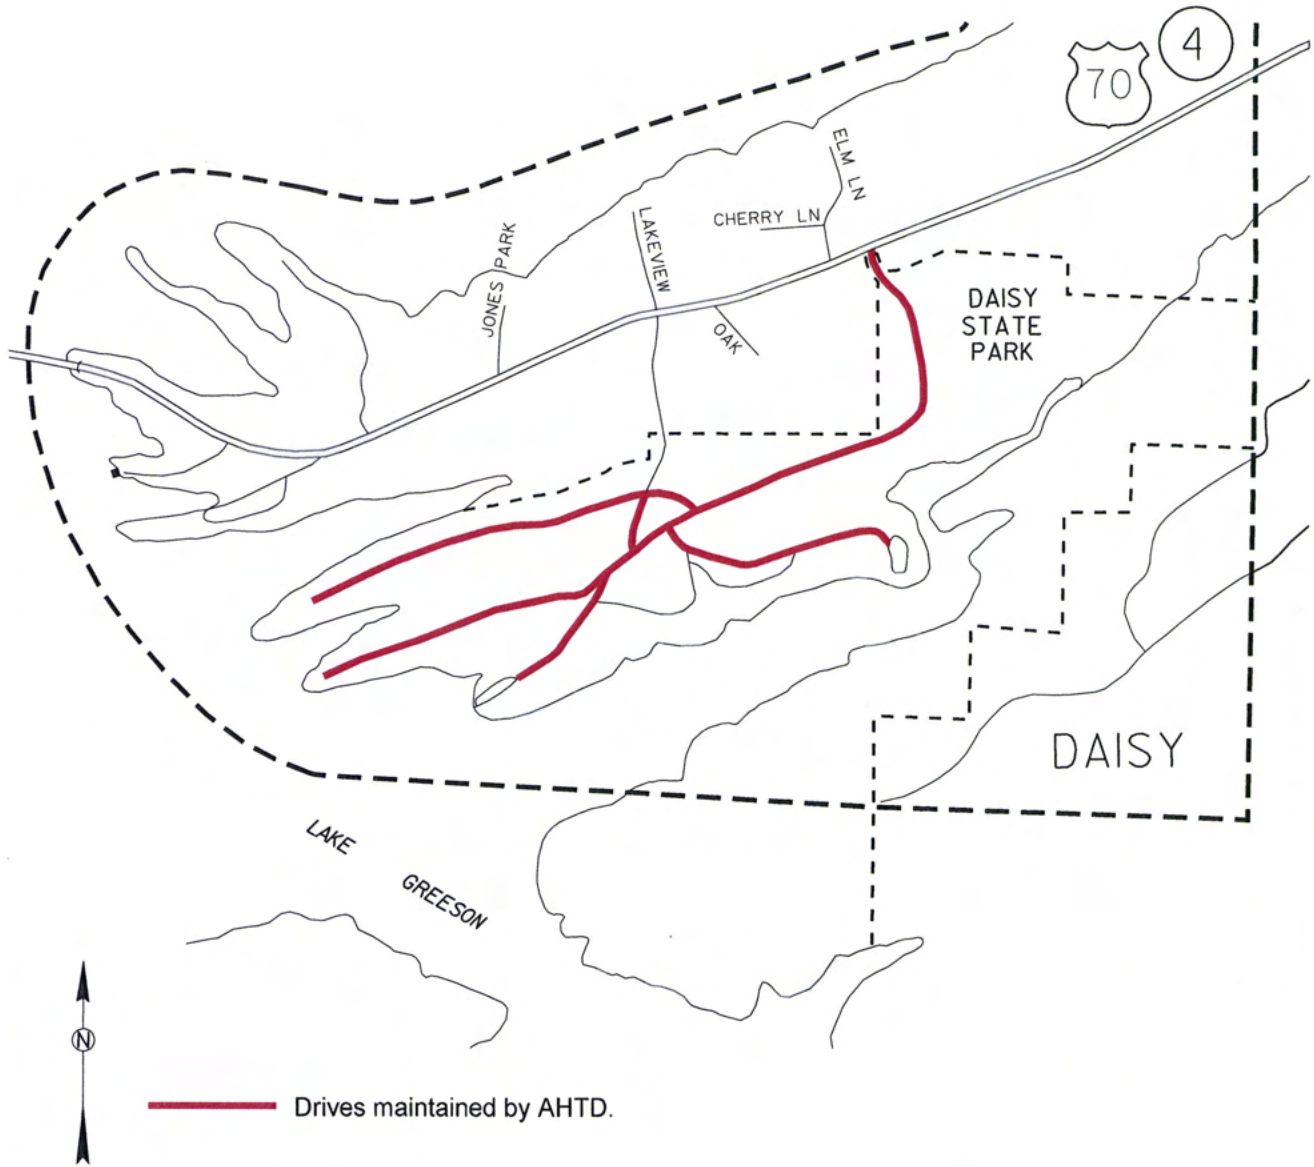 4
70
ELM LN
CHERRY LN
LAKEVIEW
JONES PARK
OAK
DAISY
STATE
PARK
DAISY
LAKE
GREESON
N
Drives maintained by AHTD.